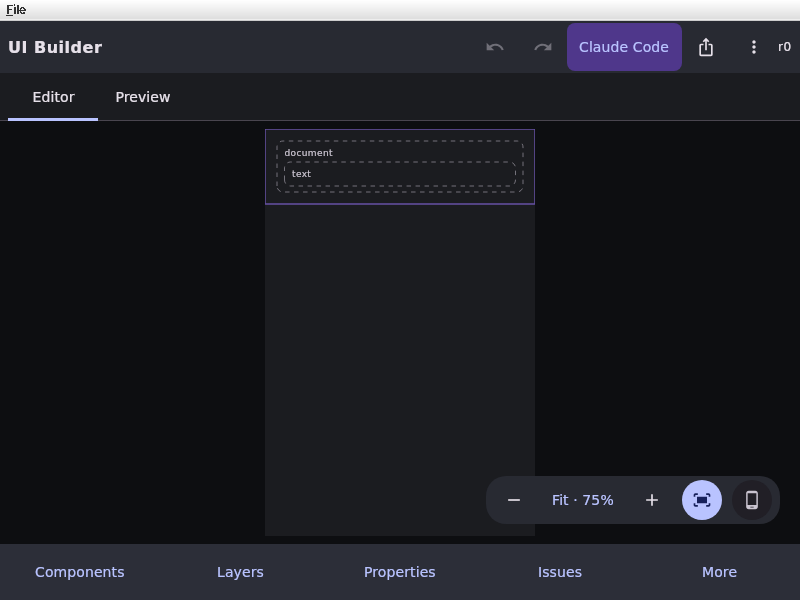 File
UI Builder
Claude Code
r0
Editor
Preview
document
text
Fit · 75%
Components
Layers
Properties
Issues
More